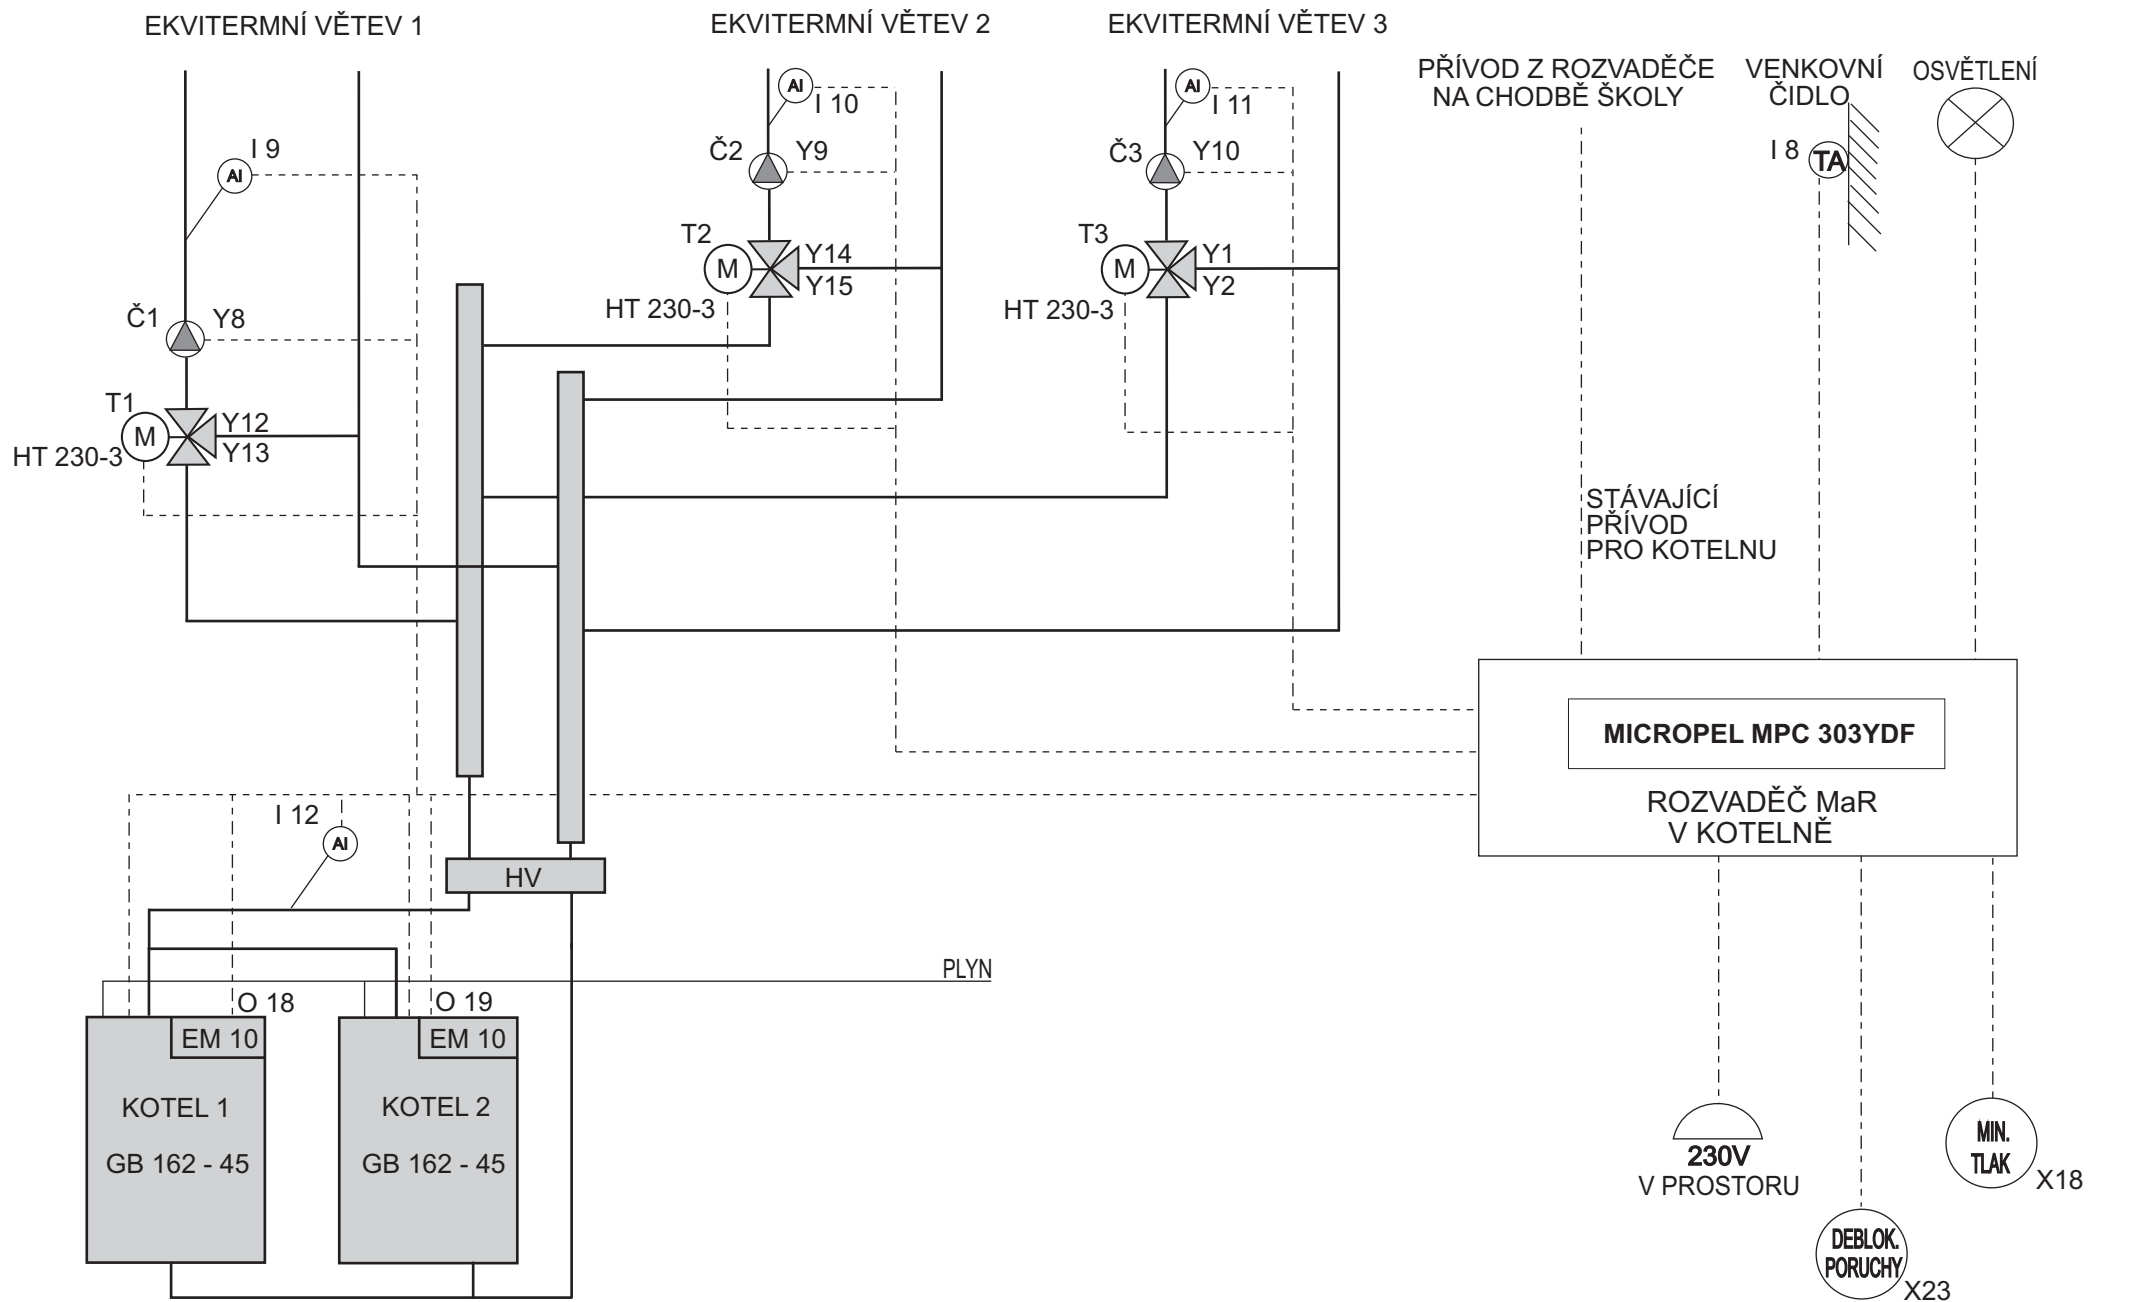 EKVITERMNÍ VĚTEV 1
EKVITERMNÍ VĚTEV 2
EKVITERMNÍ VĚTEV 3
PŘÍVOD Z ROZVADĚČE
NA CHODBĚ ŠKOLY
VENKOVNÍ
ČIDLO
OSVĚTLENÍ
I 9
AI
Č1
Y8
T1
M
Y12
Y13
HT 230-3
AI
I 10
Č2
Y9
T2
M
Y14
Y15
HT 230-3
AI
I 11
Č3
Y10
T3
M
Y1
Y2
HT 230-3
I 8
TA
STÁVAJÍCÍ
PŘÍVOD
PRO KOTELNU
MICROPEL MPC 303YDF
ROZVADĚČ MaR
V KOTELNĚ
I 12
AI
HV
PLYN
O 18
EM 10
KOTEL 1
GB 162 - 45
O 19
EM 10
KOTEL 2
GB 162 - 45
230V
V PROSTORU
DEBLOK.
PORUCHY
X23
MIN.
TLAK
X18